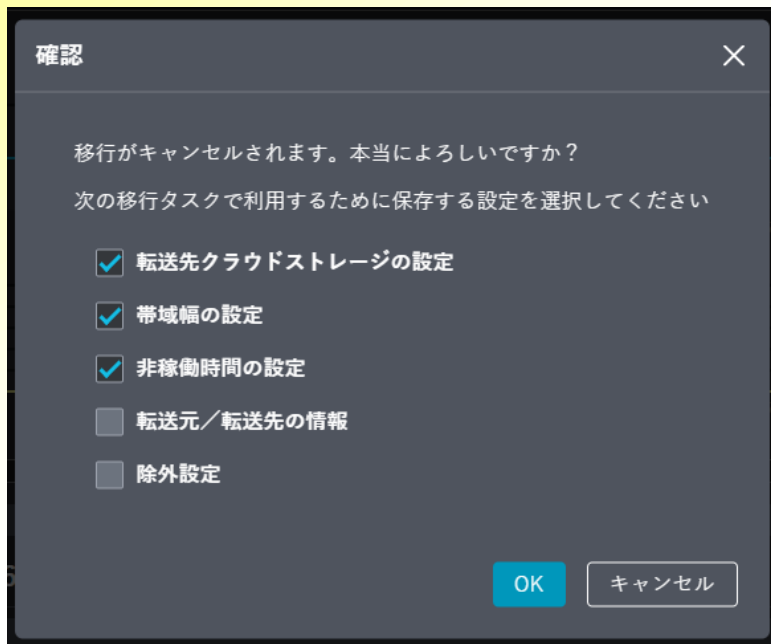 確認
移行がキャンセルされます。本当によろしいですか？
次の移行タスクで利用するために保存する設定を選択してください
転送先クラウドストレージの設定
帯域幅の設定
非稼働時間の設定
転送元／転送先の情報
除外設定
OK
キャンセル